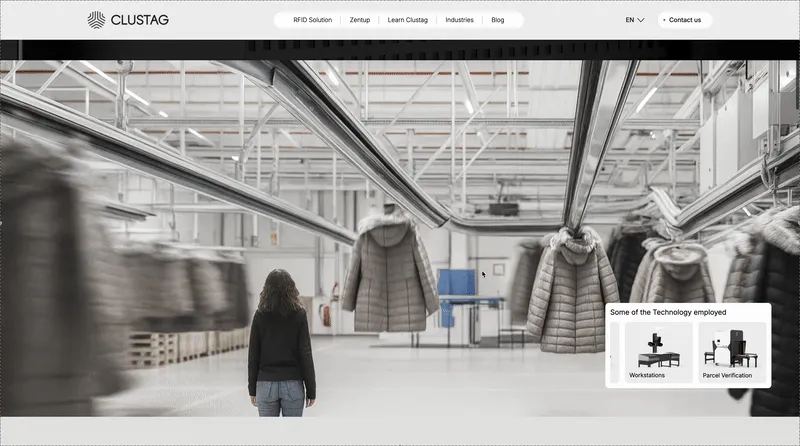 CLUSTAG
RFID Solution Zentup Learn Clustag Industries Blog
EN
Contact us
Some of the Technology employed
Workstations
Parcel Verification